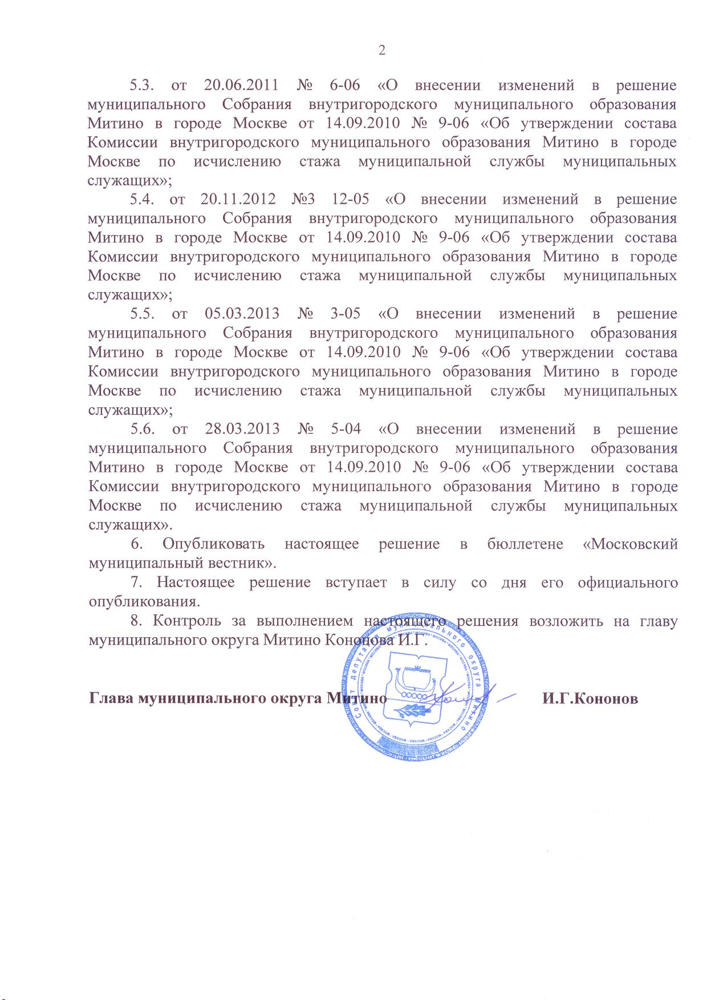 2
5.3. от 20.06.2011 № 6-06 «О внесении изменений в решение
муниципального Собрания внутригородского муниципального образования
Митино в городе Москве от 14.09.2010 № 9-06 «Об утверждении состава
Комиссии внутригородского муниципального образования Митино в городе
Москве по исчислению стажа муниципальной службы муниципальных
служащих»;
5.4. от 20.11.2012 №3 12-05 «О внесении изменений в решение
муниципального Собрания внутригородского муниципального образования
Митино в городе Москве от 14.09.2010 № 9-06 «Об утверждении состава
Комиссии внутригородского муниципального образования Митино в городе
Москве по исчислению стажа муниципальной службы муниципальных
служащих»;
5.5. от 05.03.2013 № 3-05 «О внесении изменений в решение
муниципального Собрания внутригородского муниципального образования
Митино в городе Москве от 14.09.2010 № 9-06 «Об утверждении состава
Комиссии внутригородского муниципального образования Митино в городе
Москве по исчислению стажа муниципальной службы муниципальных
служащих»;
5.6. от 28.03.2013 № 5-04 «О внесении изменений в решение
муниципального Собрания внутригородского муниципального образования
Митино в городе Москве от 14.09.2010 № 9-06 «Об утверждении состава
Комиссии внутригородского муниципального образования Митино в городе
Москве по исчислению стажа муниципальной службы муниципальных
служащих».
6. Опубликовать настоящее решение в бюллетене «Московский
муниципальный вестник».
7. Настоящее решение вступает в силу со дня его официального
опубликования.
8. Контроль за выполнением настоящего решения возложить на главу
муниципального округа Митино Кононова И.Г.
Глава муниципального округа Митино И.Г.Кононов
Совет депутатов муниципального округа Митино